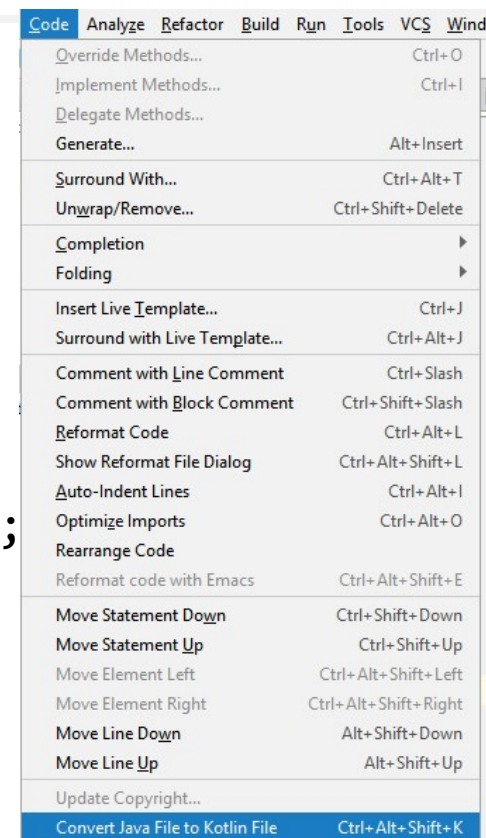 Code Analyze Refactor Build Run Tools VCS Wind
Override Methods... Ctrl+O
Implement Methods... Ctrl+I
Delegate Methods...
Generate... Alt+Insert
Surround With... Ctrl+Alt+T
Unwrap/Remove... Ctrl+Shift+Delete
Completion
Folding
Insert Live Template... Ctrl+J
Surround with Live Template... Ctrl+Alt+J
Comment with Line Comment Ctrl+Slash
Comment with Block Comment Ctrl+Shift+Slash
Reformat Code Ctrl+Alt+L
Show Reformat File Dialog Ctrl+Alt+Shift+L
Auto-Indent Lines Ctrl+Alt+I
; Optimize Imports Ctrl+Alt+O
Rearrange Code
Reformat code with Emacs Ctrl+Alt+Shift+E
Move Statement Down Ctrl+Shift+Down
Move Statement Up Ctrl+Shift+Up
Move Element Left Ctrl+Alt+Shift+Left
Move Element Right Ctrl+Alt+Shift+Right
Move Line Down Alt+Shift+Down
Move Line Up Alt+Shift+Up
Update Copyright...
Convert Java File to Kotlin File Ctrl+Alt+Shift+K